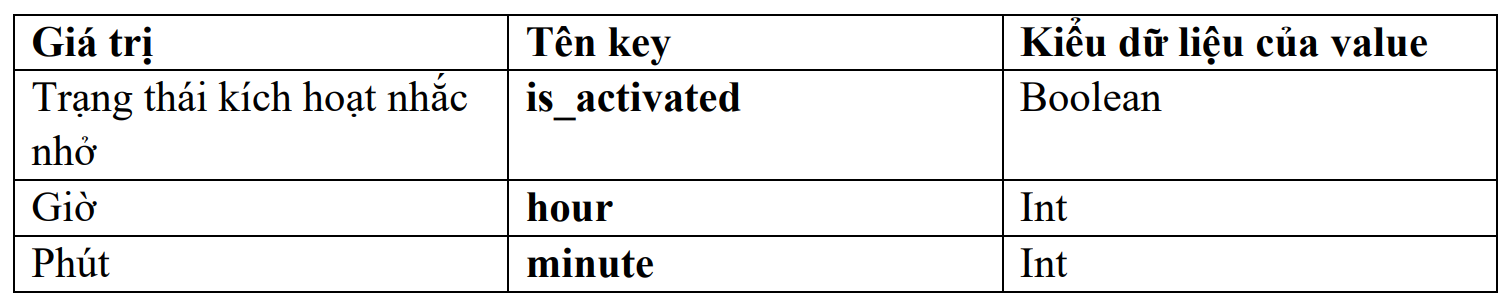 Giá trị Tên key Kiểu dữ liệu của value
Trạng thái kích hoạt nhắc is_activated Boolean
nhở
Giờ hour Int
Phút minute Int